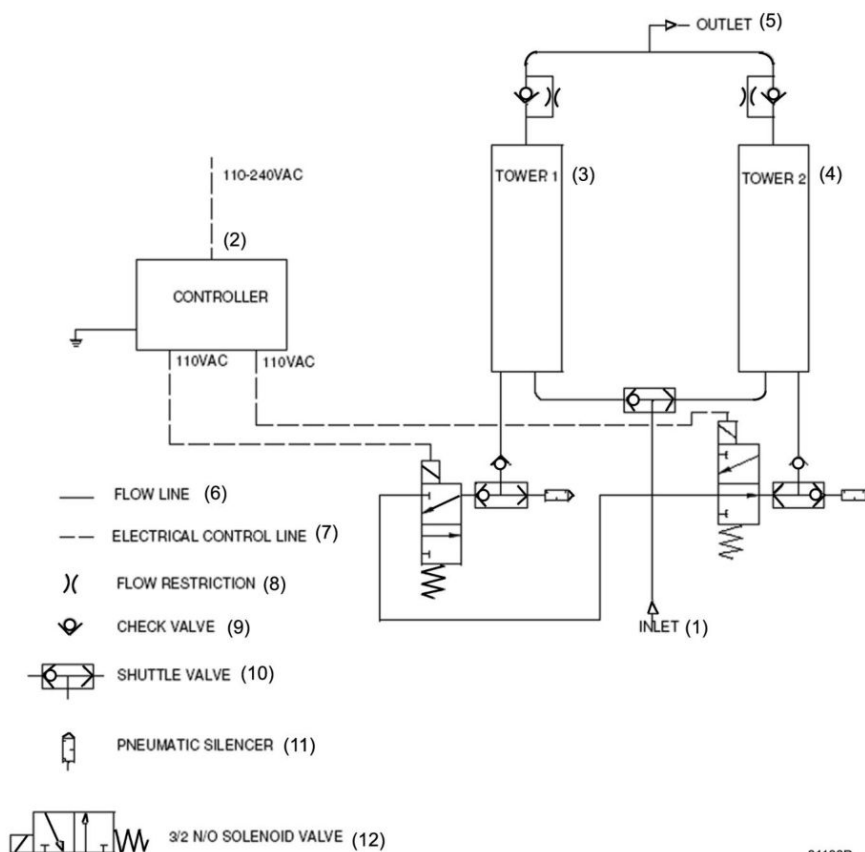 OUTLET (5)
TOWER 1 (3)
TOWER 2 (4)
110-240VAC
(2)
CONTROLLER
110VAC 110VAC
FLOW LINE (6)
ELECTRICAL CONTROL LINE (7)
FLOW RESTRICTION (8)
INLET (1)
CHECK VALVE (9)
SHUTTLE VALVE (10)
PNEUMATIC SILENCER (11)
3/2 N/O SOLENOID VALVE (12)